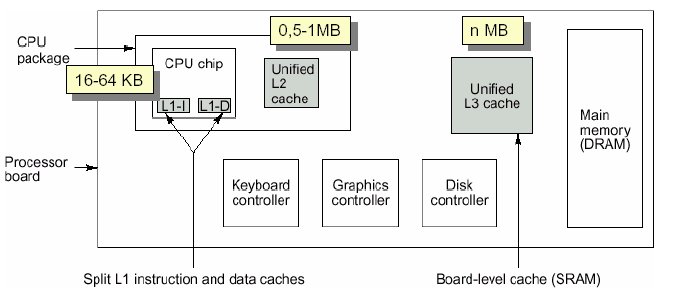 0,5-1MB
n MB
CPU
package
CPU chip
16-64 KB
L1-I
L1-D
Unified
L2
cache
Unified
L3 cache
Main
memory
(DRAM)
Processor
board
Keyboard
controller
Graphics
controller
Disk
controller
Split L1 instruction and data caches
Board-level cache (SRAM)